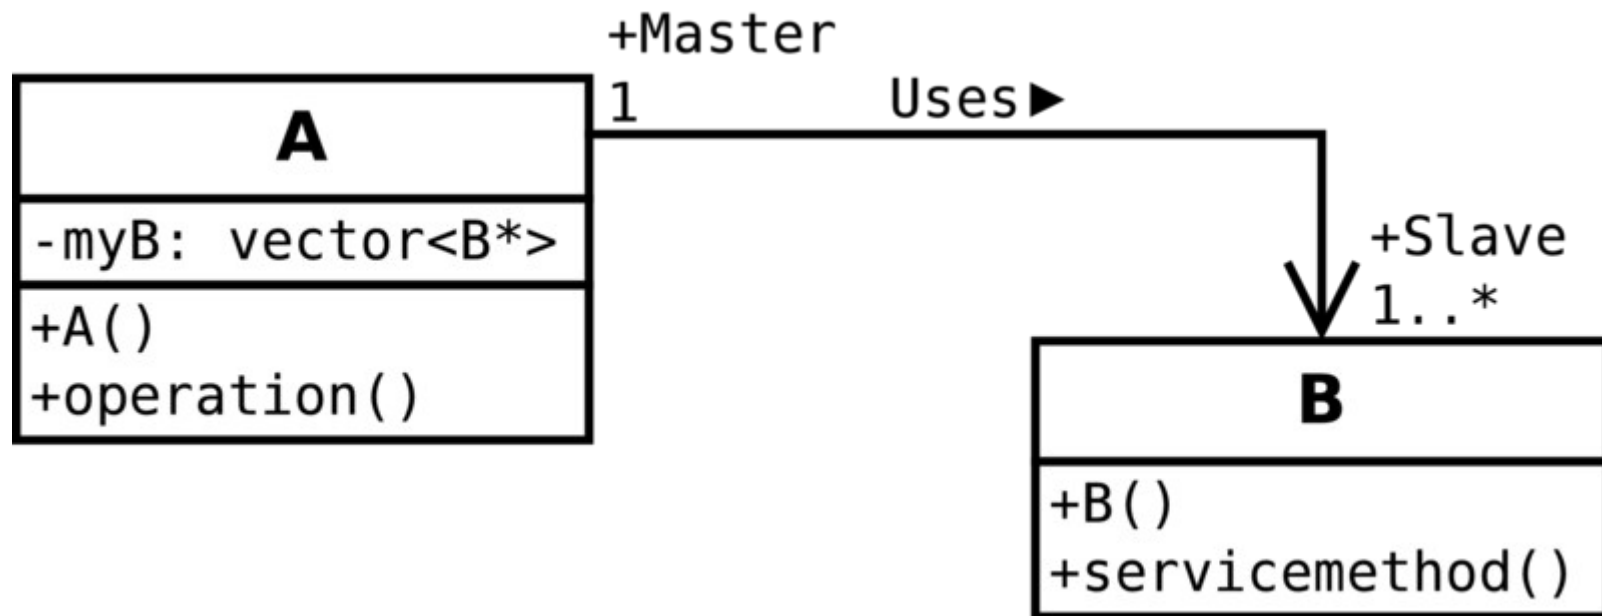 +Master
1
Uses▶
A
-myB: vector<B*>
+A()
+operation()
+Slave
1..*
B
+B()
+servicemethod()